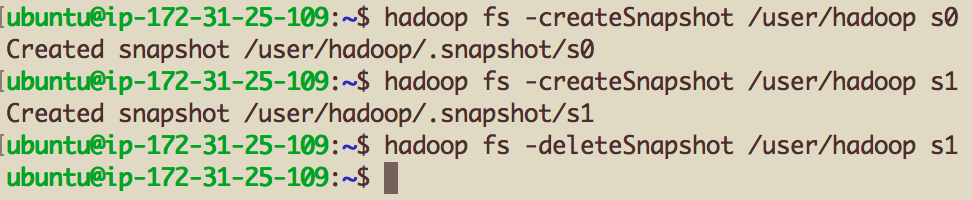 ubuntu@ip-172-31-25-109:~$ hadoop fs -createSnapshot /user/hadoop s0
Created snapshot /user/hadoop/.snapshot/s0
ubuntu@ip-172-31-25-109:~$ hadoop fs -createSnapshot /user/hadoop s1
Created snapshot /user/hadoop/.snapshot/s1
ubuntu@ip-172-31-25-109:~$ hadoop fs -deleteSnapshot /user/hadoop s1
ubuntu@ip-172-31-25-109:~$